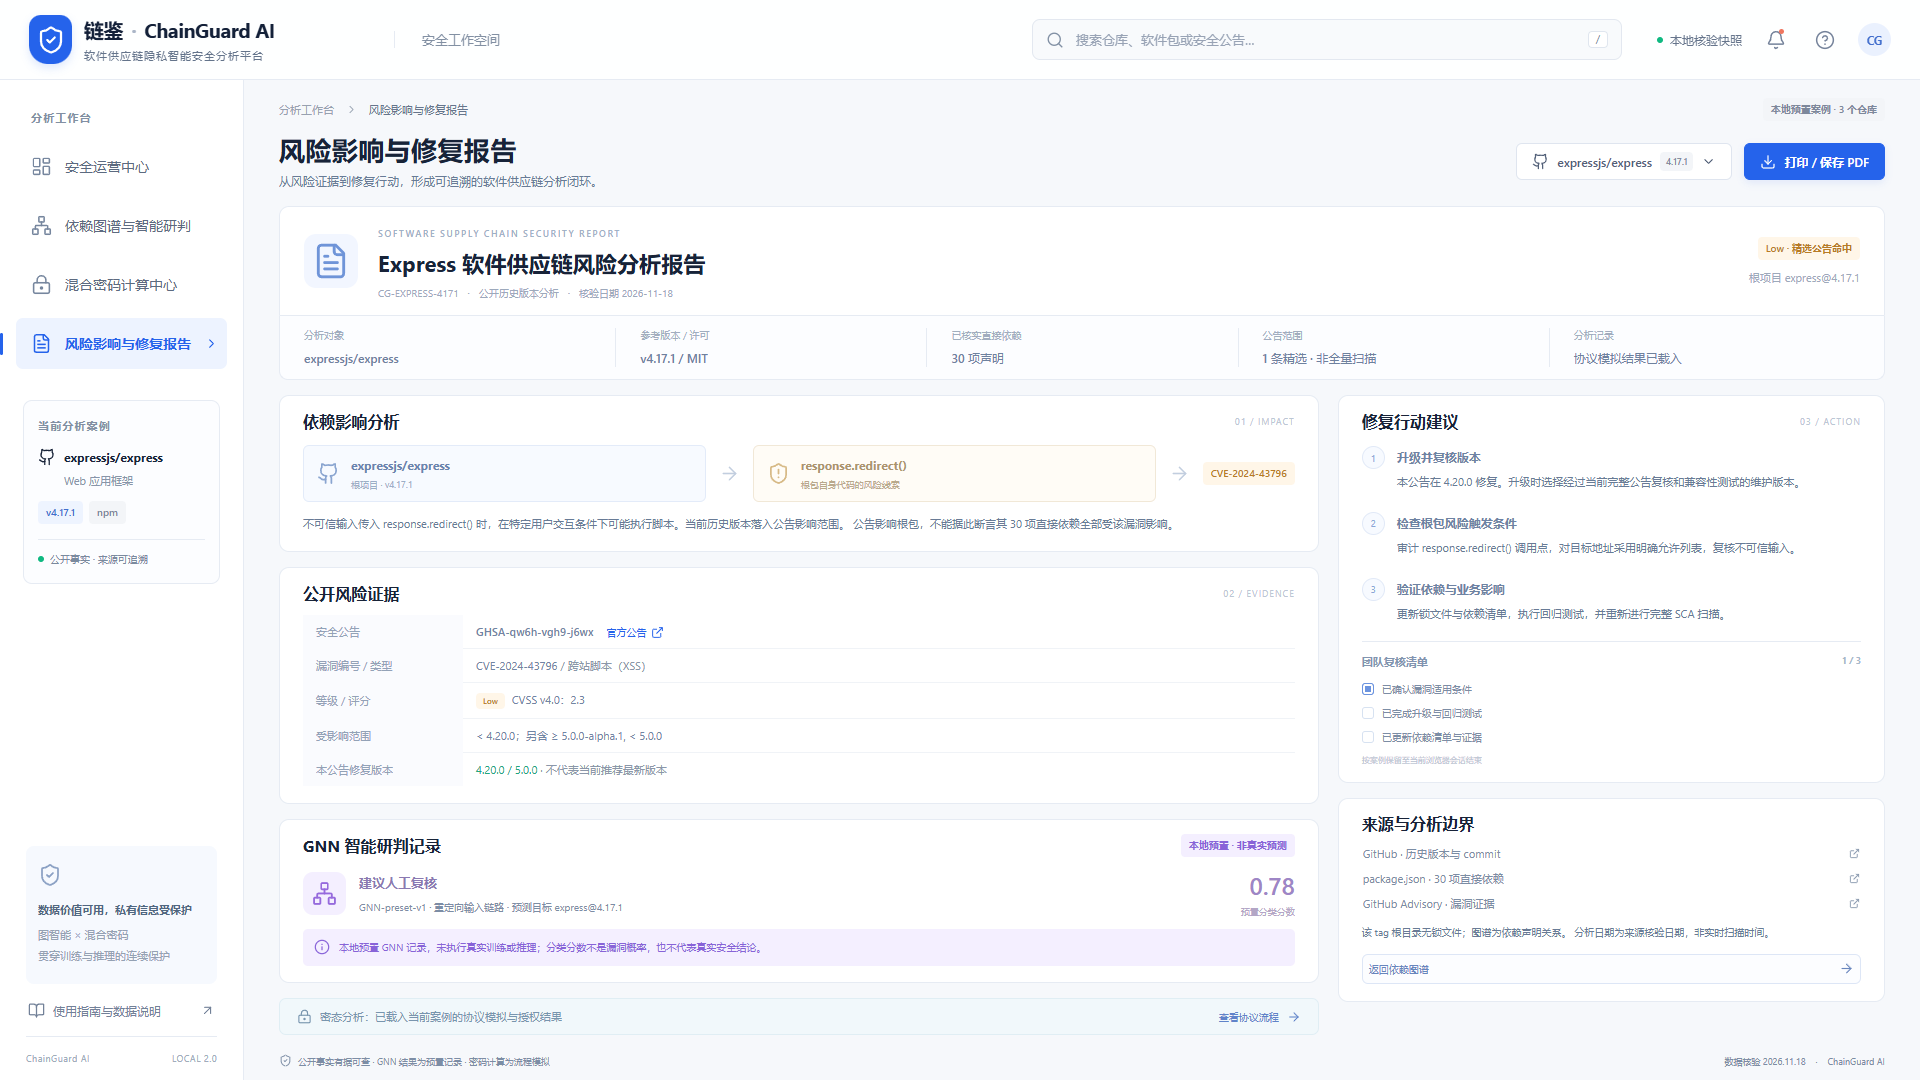 链鉴 · ChainGuard AI
软件供应链隐私智能安全分析平台
安全工作空间
搜索仓库、软件包或安全公告...
/
本地核验快照
CG
分析工作台
安全运营中心
依赖图谱与智能研判
混合密码计算中心
风险影响与修复报告
当前分析案例
expressjs/express
Web 应用框架
v4.17.1
npm
公开事实 · 来源可追溯
数据价值可用，私有信息受保护
图智能 × 混合密码
贯穿训练与推理的连续保护
使用指南与数据说明
ChainGuard AI
LOCAL 2.0
分析工作台
风险影响与修复报告
本地预置案例 · 3 个仓库
风险影响与修复报告
从风险证据到修复行动，形成可追溯的软件供应链分析闭环。
expressjs/express
4.17.1
打印 / 保存 PDF
SOFTWARE SUPPLY CHAIN SECURITY REPORT
Express 软件供应链风险分析报告
CG-EXPRESS-4171 · 公开历史版本分析 · 核验日期 2026-11-18
Low · 精选公告命中
根项目 express@4.17.1
分析对象
expressjs/express
参考版本 / 许可
v4.17.1 / MIT
已核实直接依赖
30 项声明
公告范围
1 条精选 · 非全量扫描
分析记录
协议模拟结果已载入
依赖影响分析
01 / IMPACT
expressjs/express
根项目 · v4.17.1
response.redirect()
根包自身代码的风险线索
CVE-2024-43796
不可信输入传入 response.redirect() 时，在特定用户交互条件下可能执行脚本。当前历史版本落入公告影响范围。 公告影响根包，不能据此断言其 30 项直接依赖全部受该漏洞影响。
公开风险证据
02 / EVIDENCE
安全公告
GHSA-qw6h-vgh9-j6wx
官方公告
漏洞编号 / 类型
CVE-2024-43796 / 跨站脚本（XSS）
等级 / 评分
Low
CVSS v4.0：2.3
受影响范围
< 4.20.0；另含 ≥ 5.0.0-alpha.1, < 5.0.0
本公告修复版本
4.20.0 / 5.0.0 · 不代表当前推荐最新版本
GNN 智能研判记录
本地预置 · 非真实预测
建议人工复核
GNN-preset-v1 · 重定向输入链路 · 预测目标 express@4.17.1
0.78
预置分类分数
本地预置 GNN 记录，未执行真实训练或推理；分类分数不是漏洞概率，也不代表真实安全结论。
密态分析：已载入当前案例的协议模拟与授权结果
查看协议流程
修复行动建议
03 / ACTION
1
升级并复核版本
本公告在 4.20.0 修复。升级时选择经过当前完整公告复核和兼容性测试的维护版本。
2
检查根包风险触发条件
审计 response.redirect() 调用点，对目标地址采用明确允许列表，复核不可信输入。
3
验证依赖与业务影响
更新锁文件与依赖清单，执行回归测试，并重新进行完整 SCA 扫描。
团队复核清单
1 / 3
已确认漏洞适用条件
已完成升级与回归测试
已更新依赖清单与证据
按案例保留至当前浏览器会话结束
来源与分析边界
GitHub · 历史版本与 commit
package.json · 30 项直接依赖
GitHub Advisory · 漏洞证据
该 tag 根目录无锁文件；图谱为依赖声明关系。 分析日期为来源核验日期，非实时扫描时间。
返回依赖图谱
公开事实有据可查 · GNN 结果为预置记录 · 密码计算为流程模拟
数据核验 2026.11.18 · ChainGuard AI